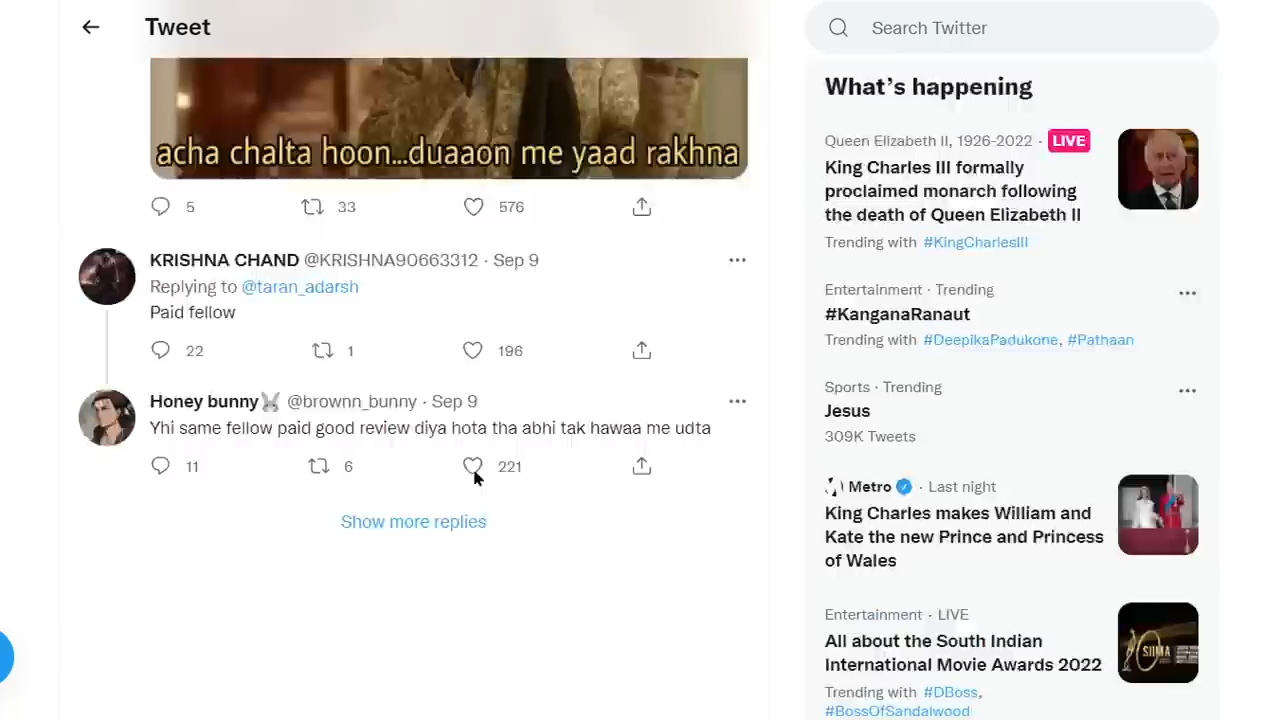 Tweet
acha chalta hoon...duaaon me yaad rakhna
5 33 576
KRISHNA CHAND @KRISHNA90663312 · Sep 9
Replying to @taran_adarsh
Paid fellow
22 1 196
Honey bunny🐰 @brownn_bunny · Sep 9
Yhi same fellow paid good review diya hota tha abhi tak hawaa me udta
11 6 221
Show more replies
Search Twitter
What's happening
Queen Elizabeth II, 1926-2022 · LIVE
King Charles III formally
proclaimed monarch following
the death of Queen Elizabeth II
Trending with #KingCharlesIII
Entertainment · Trending
#KanganaRanaut
Trending with #DeepikaPadukone, #Pathaan
Sports · Trending
Jesus
309K Tweets
Metro · Last night
King Charles makes William and
Kate the new Prince and Princess
of Wales
Entertainment · LIVE
All about the South Indian
International Movie Awards 2022
SIIMA
Trending with #DBoss,
#BossOfSandalwood